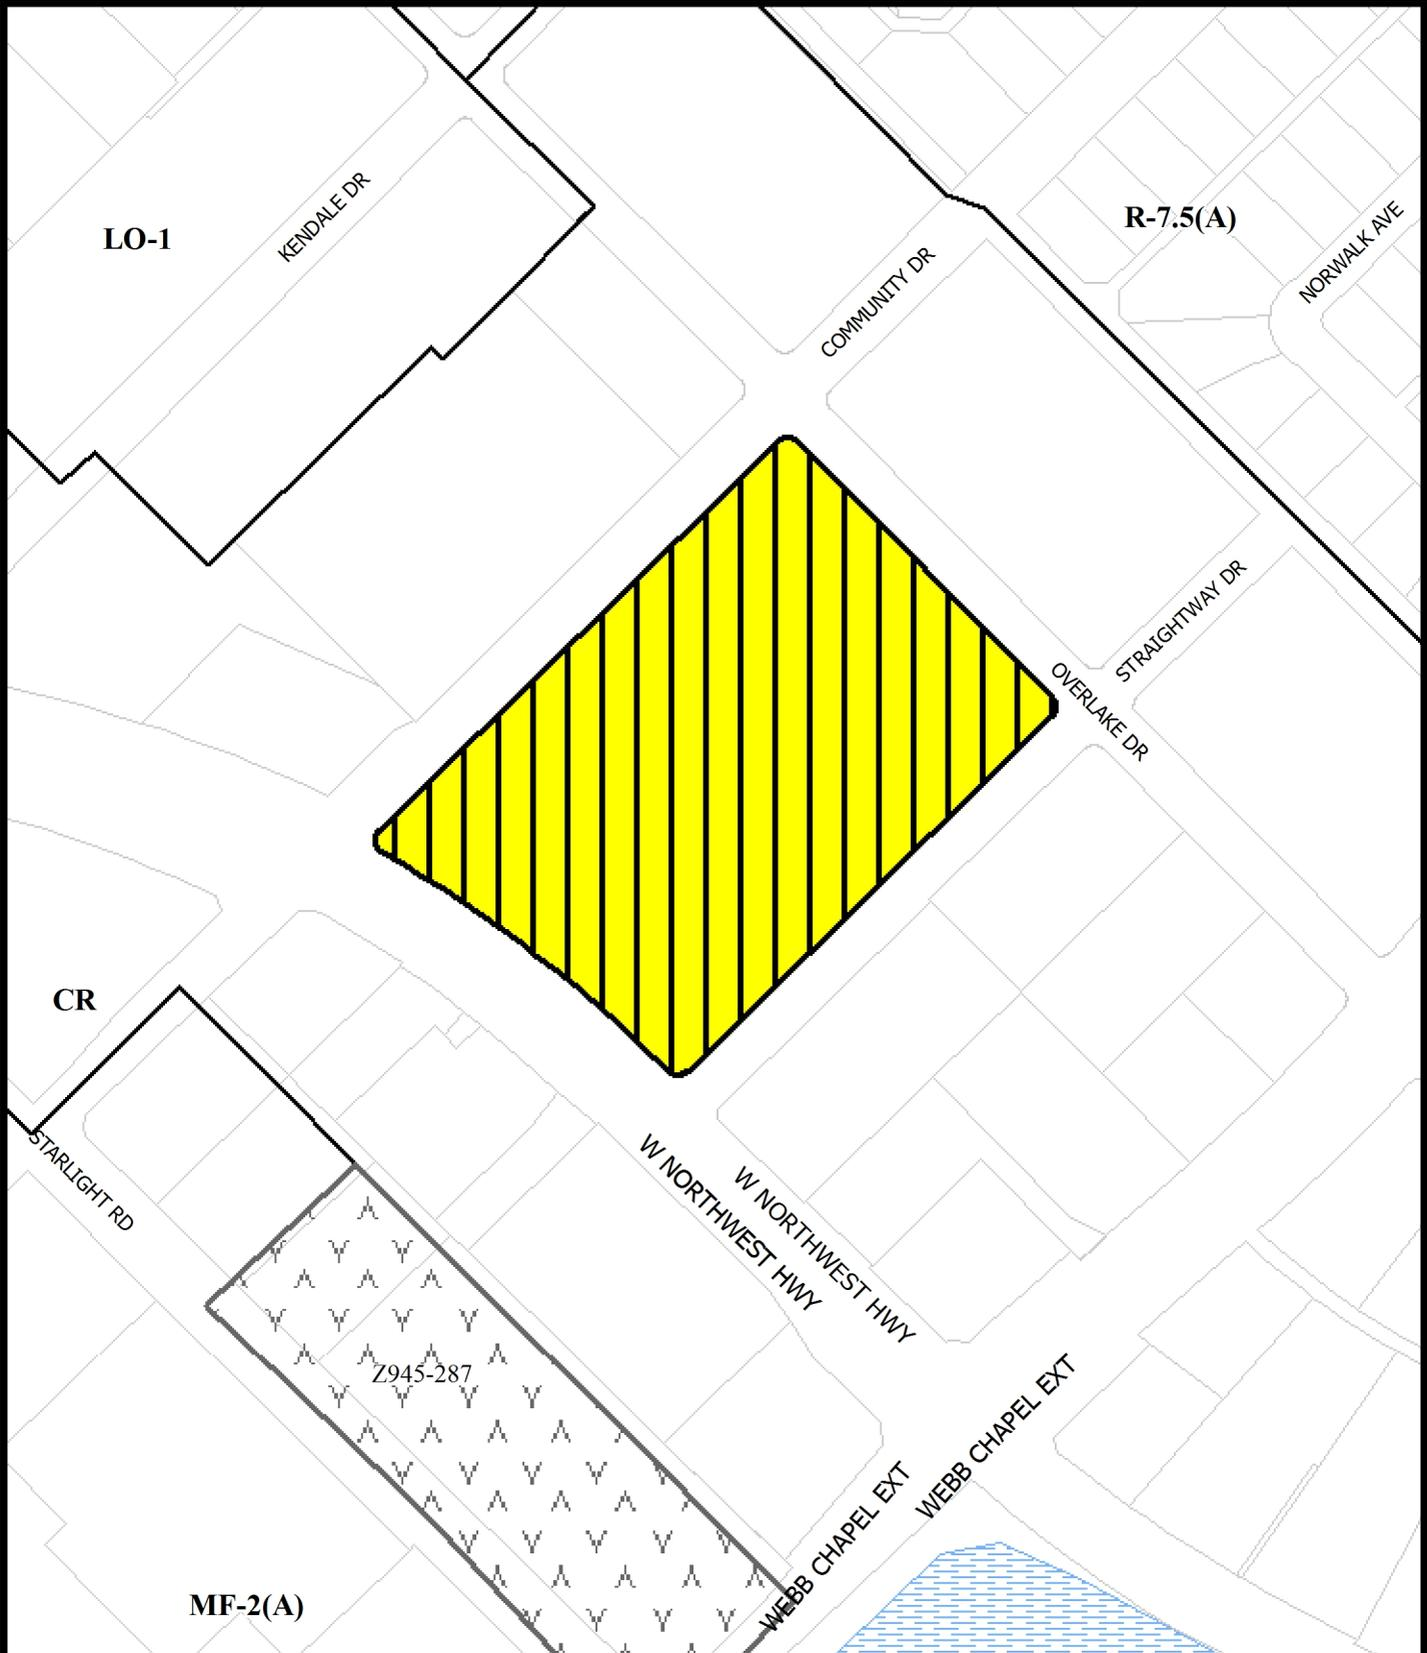 KENDALE DR
LO-1
R-7.5(A)
NORWALK AVE
COMMUNITY DR
STRAIGHTWAY DR
OVERLAKE DR
CR
STARLIGHT RD
W NORTHWEST HWY
W NORTHWEST HWY
Z945-287
WEBB CHAPEL EXT
WEBB CHAPEL EXT
MF-2(A)